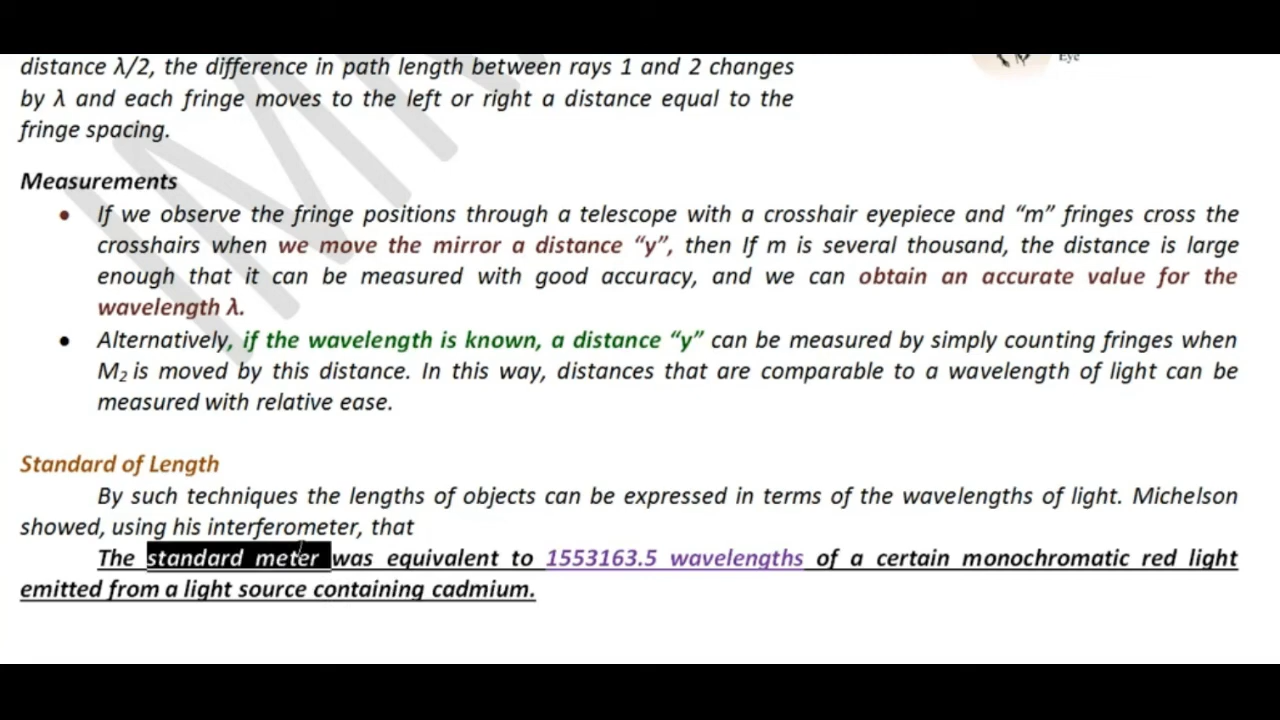 distance λ/2, the difference in path length between rays 1 and 2 changes
by λ and each fringe moves to the left or right a distance equal to the
fringe spacing.
Eye
Measurements
• If we observe the fringe positions through a telescope with a crosshair eyepiece and “m” fringes cross the
crosshairs when we move the mirror a distance “y”, then If m is several thousand, the distance is large
enough that it can be measured with good accuracy, and we can obtain an accurate value for the
wavelength λ.
• Alternatively, if the wavelength is known, a distance “y” can be measured by simply counting fringes when
M₂ is moved by this distance. In this way, distances that are comparable to a wavelength of light can be
measured with relative ease.
Standard of Length
By such techniques the lengths of objects can be expressed in terms of the wavelengths of light. Michelson
showed, using his interferometer, that
The standard meter was equivalent to 1553163.5 wavelengths of a certain monochromatic red light
emitted from a light source containing cadmium.